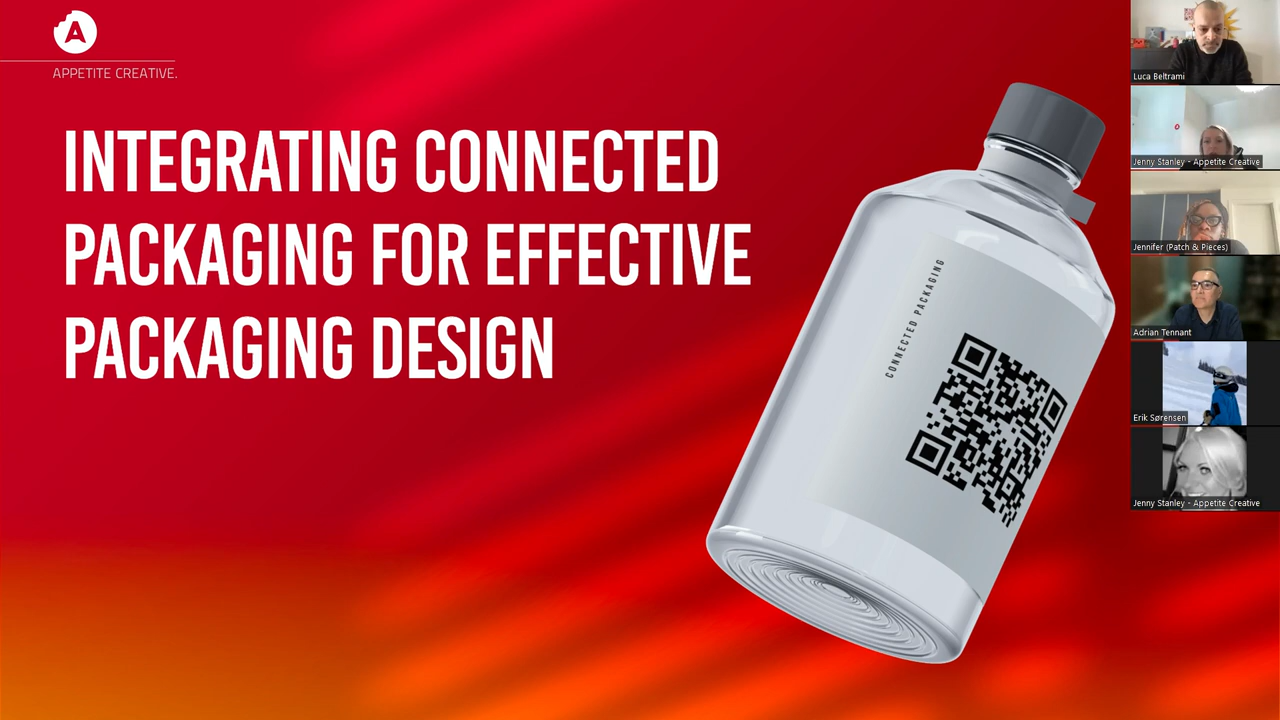 A
APPETITE CREATIVE.
INTEGRATING CONNECTED
PACKAGING FOR EFFECTIVE
PACKAGING DESIGN
CONNECTED PACKAGING
Luca Beltrami
Jenny Stanley - Appetite Creative
Jennifer (Patch & Pieces)
Adrian Tennant
Erik Sørensen
Jenny Stanley - Appetite Creative